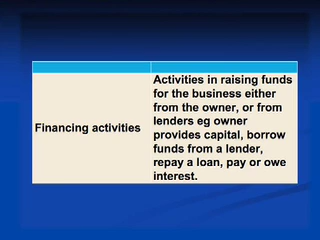 Financing activities
Activities in raising funds
for the business either
from the owner, or from
lenders eg owner
provides capital, borrow
funds from a lender,
repay a loan, pay or owe
interest.